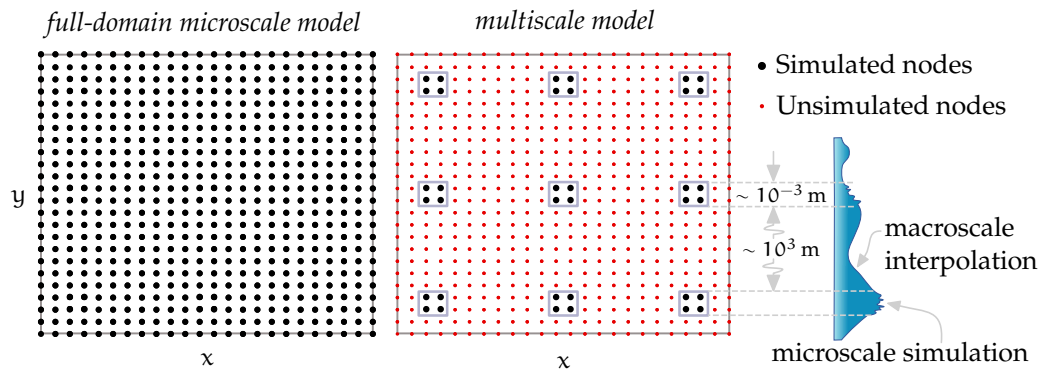 full-domain microscale model
multiscale model
Simulated nodes
Unsimulated nodes
y
x
x
~ 10⁻³ m
~ 10³ m
macroscale
interpolation
microscale simulation